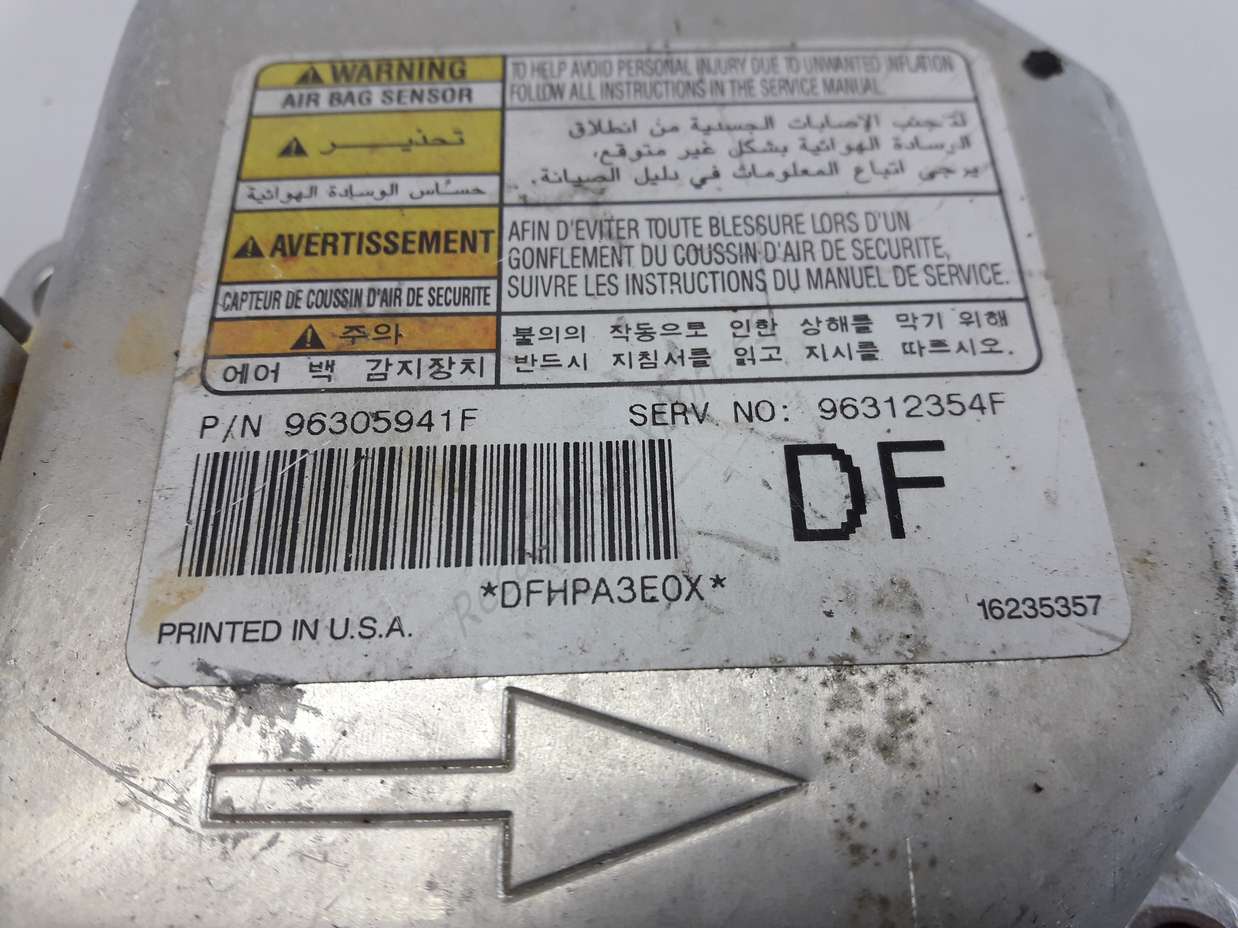 WARNING
AIR BAG SENSOR
TO HELP AVOID PERSONAL INJURY DUE TO UNWANTED INFLATION
FOLLOW ALL INSTRUCTIONS IN THE SERVICE MANUAL.
تحذير
حساس الوسادة الهوائية
لتجنب الإصابات الجسدية من انطلاق
الوسادة الهوائية بشكل غير متوقع،
يرجى اتباع المعلومات في دليل الصيانة.
AVERTISSEMENT
CAPTEUR DE COUSSIN D'AIR DE SECURITE
AFIN D'EVITER TOUTE BLESSURE LORS D'UN
GONFLEMENT DU COUSSIN D'AIR DE SECURITE,
SUIVRE LES INSTRUCTIONS DU MANUEL DE SERVICE.
주의
에어 백 감지장치
불의의 작동으로 인한 상해를 막기 위해
반드시 지침서를 읽고 지시를 따르시오.
P/N 96305941F
SERV NO: 96312354F
DF
*DFHPA3E0X*
PRINTED IN U.S.A.
16235357